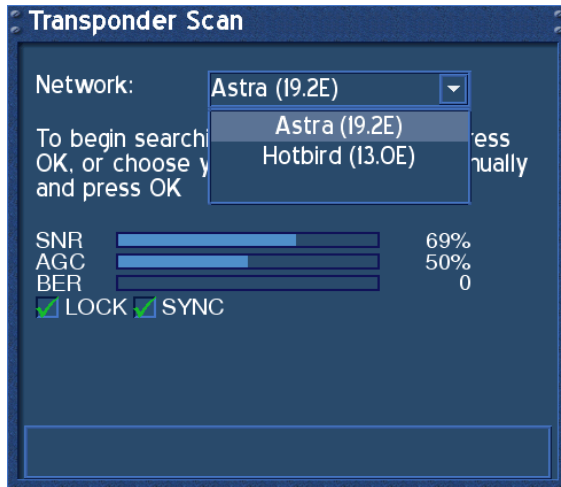 Transponder Scan
Network:
Astra (19.2E)
Astra (19.2E)
Hotbird (13.0E)
To begin searchi
OK, or choose nually
and press OK
SNR 69%
AGC 50%
BER 0
LOCK SYNC